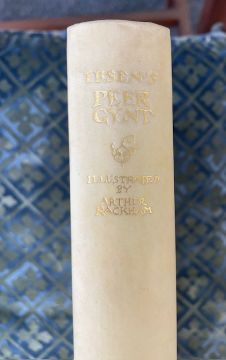 IBSEN'S
PEER
GYNT
ILLUSTRATED
BY
ARTHUR
RACKHAM